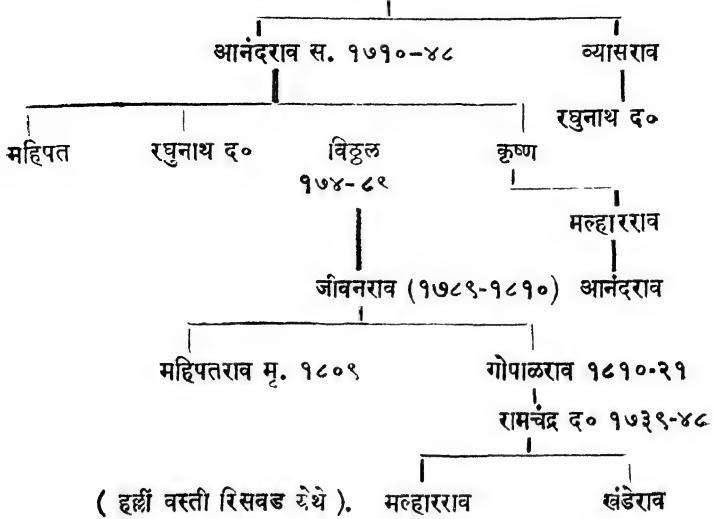 आनंदराव स. १७१०-४८ व्यासराव
रघुनाथ द०
महिपत रघुनाथ द० विठ्ठल कृष्ण
१७४-८९
मल्हारराव
जीवनराव (१७८९-१८१०) आनंदराव
महिपतराव मृ. १८०९ गोपाळराव १८१०-२१
रामचंद्र द० १७३९-४८
( हल्लीं वस्ती रिसवड येथे ). मल्हारराव खंडेराव